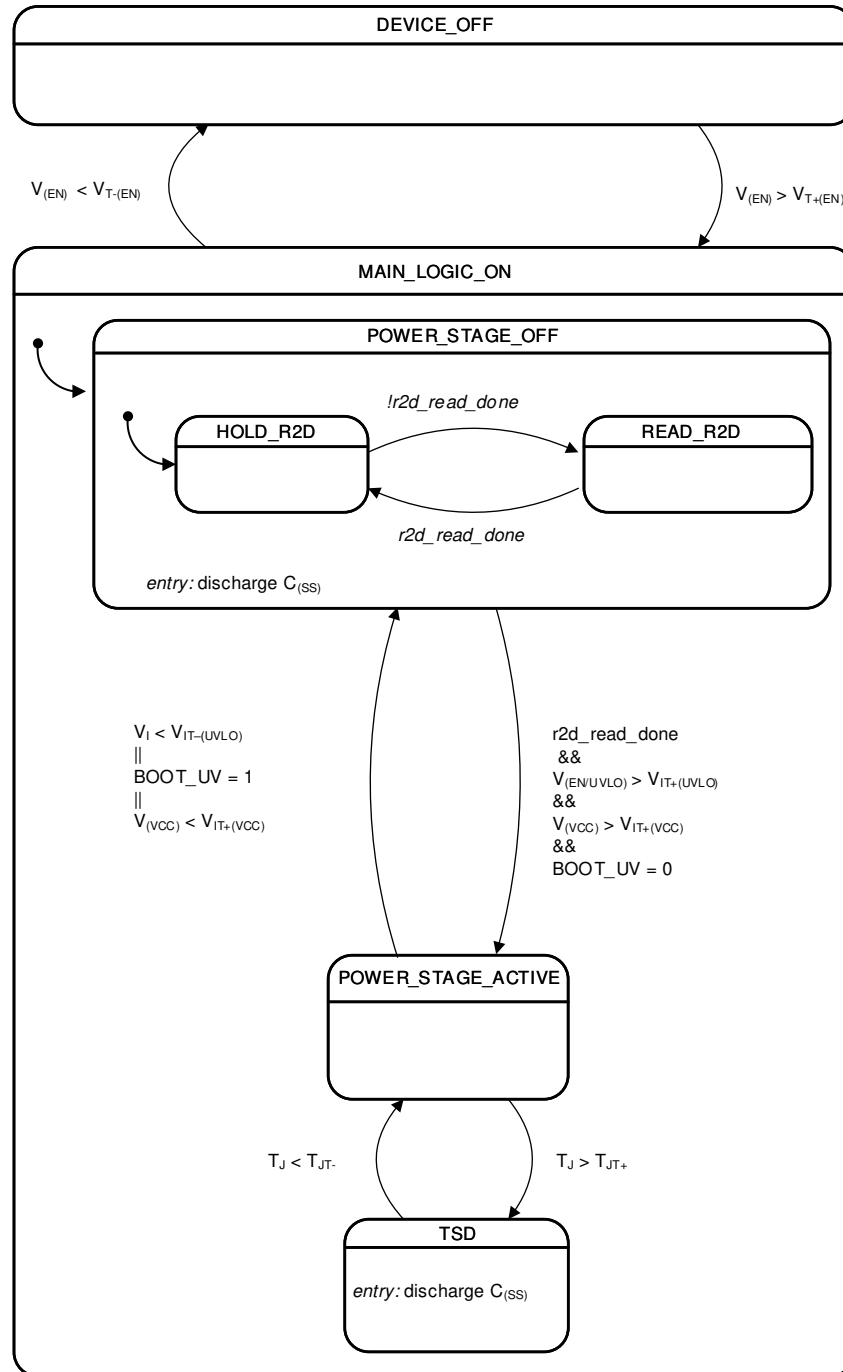 DEVICE_OFF
V(EN) < VT-(EN)
V(EN) > VT+(EN)
MAIN_LOGIC_ON
POWER_STAGE_OFF
!r2d_read_done
HOLD_R2D
READ_R2D
r2d_read_done
entry: discharge C(SS)
VI < VIT–(UVLO)
||
BOOT_UV = 1
||
V(VCC) < VIT+(VCC)
r2d_read_done
&&
V(EN/UVLO) > VIT+(UVLO)
&&
V(VCC) > VIT+(VCC)
&&
BOOT_UV = 0
POWER_STAGE_ACTIVE
TJ < TJT-
TJ > TJT+
TSD
entry: discharge C(SS)